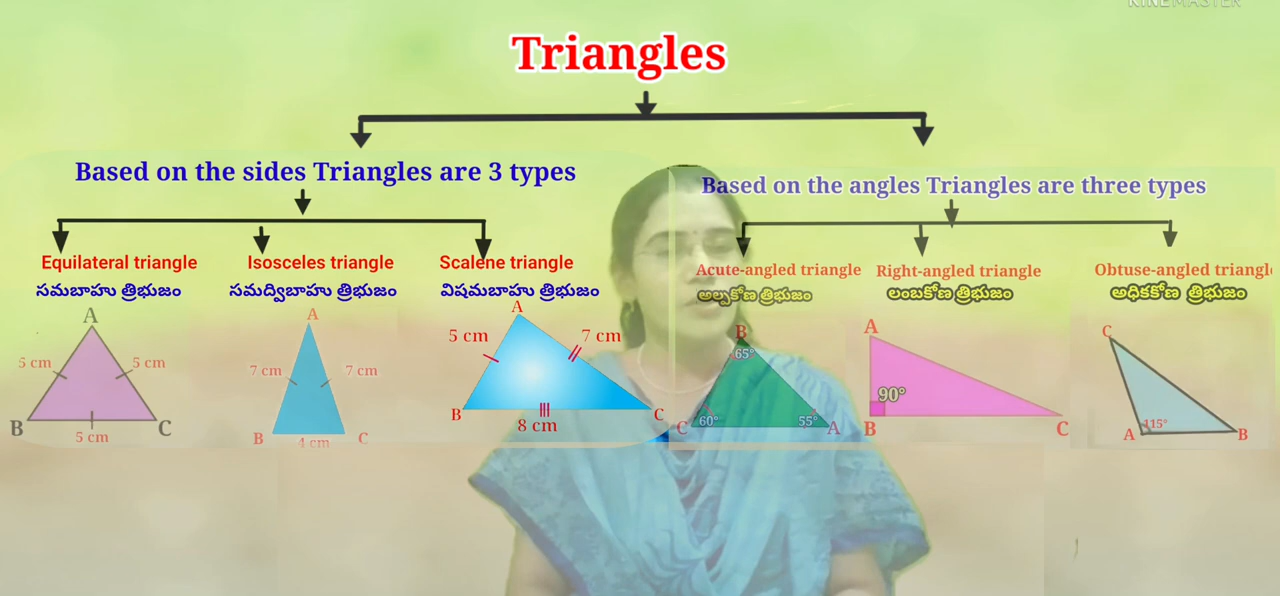 KINEMASTER
Triangles
Based on the sides Triangles are 3 types
Based on the angles Triangles are three types
Equilateral triangle
Isosceles triangle
Scalene triangle
Acute-angled triangle
Right-angled triangle
Obtuse-angled triangl
సమబాహు త్రిభుజం
సమద్విబాహు త్రిభుజం
విషమబాహు త్రిభుజం
అల్పకోణ త్రిభుజం
లంబకోణ త్రిభుజం
అధికకోణ త్రిభుజం
A
5 cm
5 cm
B
C
5 cm
A
7 cm
7 cm
B
C
4 cm
A
5 cm
7 cm
B
C
8 cm
B
65°
C
60°
55°
A
A
90°
B
C
C
115°
A
B